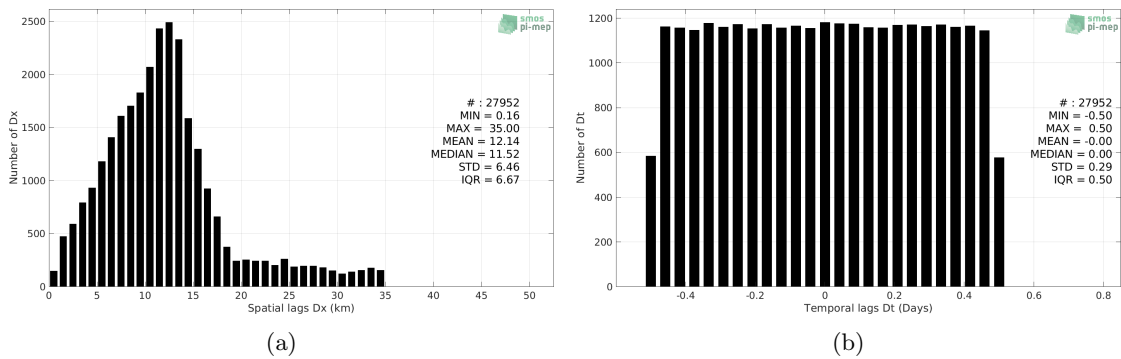 smos
pi-mep
2500
2000
1500
1000
500
0
Number of Dx
# : 27952
MIN = 0.16
MAX = 35.00
MEAN = 12.14
MEDIAN = 11.52
STD = 6.46
IQR = 6.67
0 5 10 15 20 25 30 35 40 45 50
Spatial lags Dx (km)
(a)
smos
pi-mep
1200
1000
800
600
400
200
0
Number of Dt
# : 27952
MIN = -0.50
MAX = 0.50
MEAN = -0.00
MEDIAN = 0.00
STD = 0.29
IQR = 0.50
-0.4 -0.2 0 0.2 0.4 0.6 0.8
Temporal lags Dt (Days)
(b)